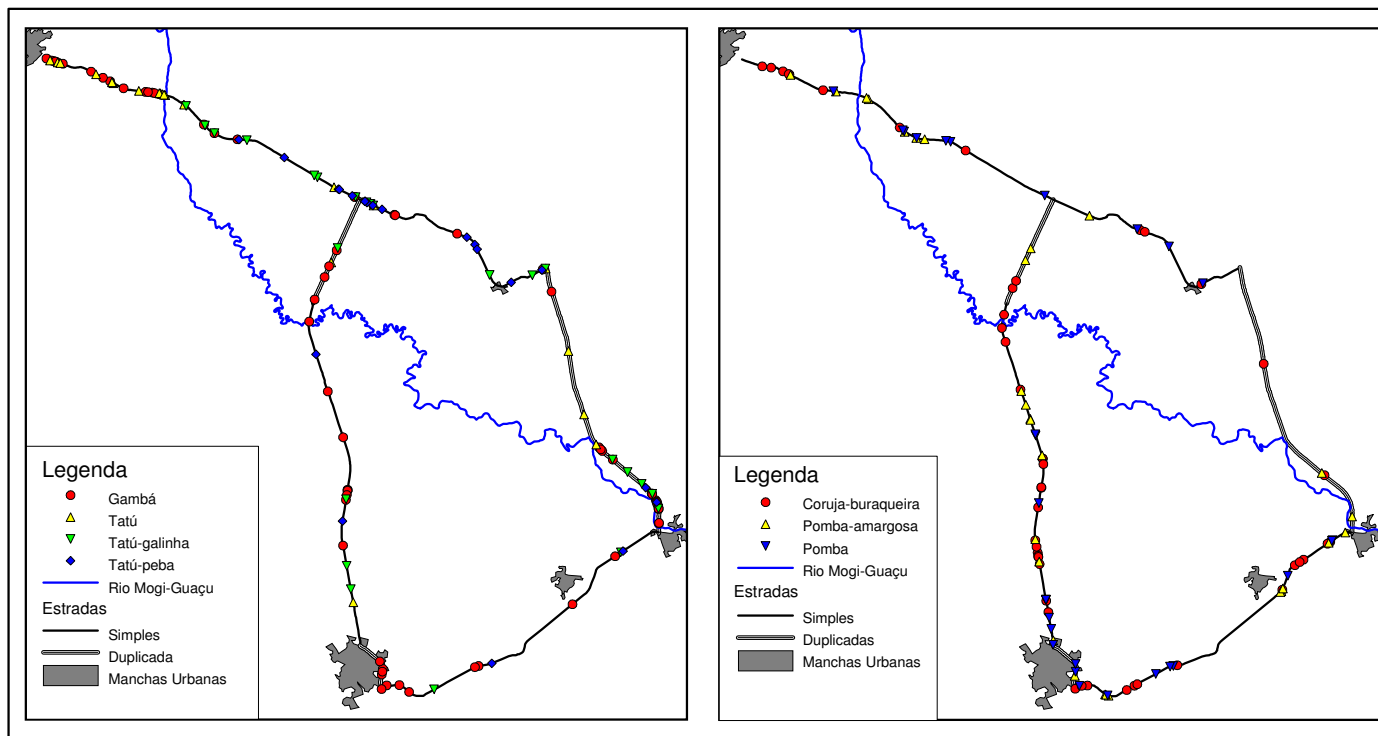 Legenda
Gambá
Tatú
Tatú-galinha
Tatú-peba
Rio Mogi-Guaçu
Estradas
Simples
Duplicada
Manchas Urbanas
Legenda
Coruja-buraqueira
Pomba-amargosa
Pomba
Rio Mogi-Guaçu
Estradas
Simples
Duplicadas
Manchas Urbanas